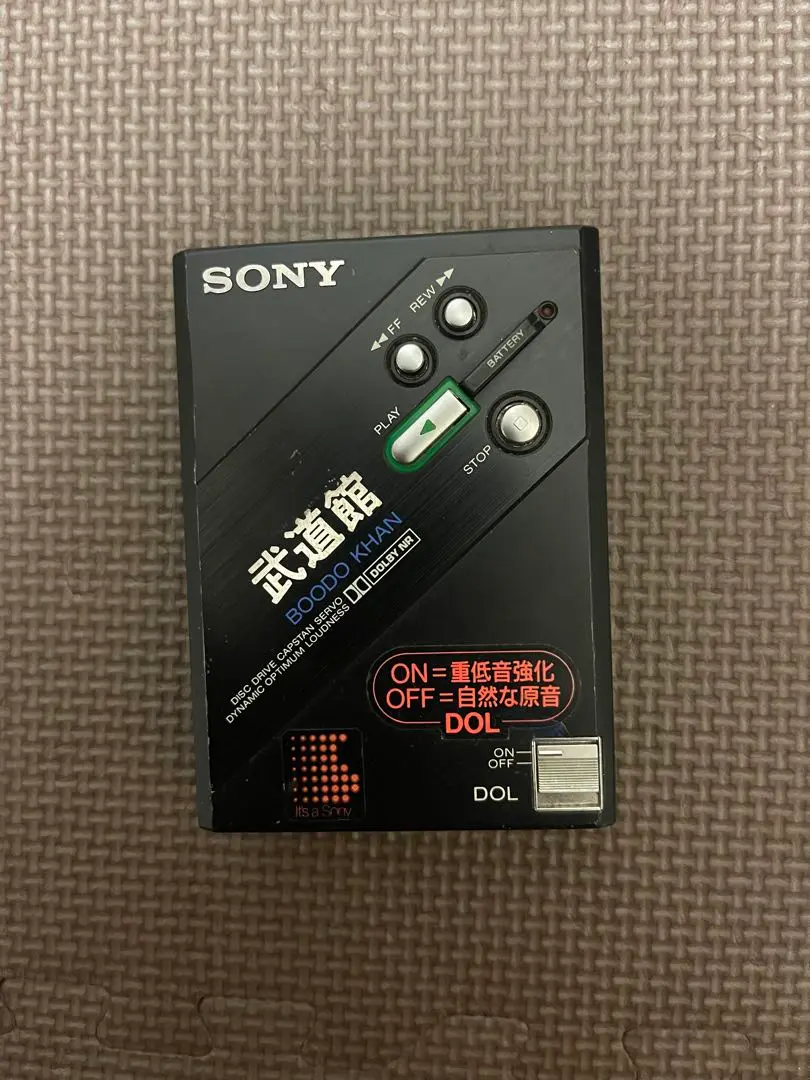 SONY
◀◀ FF
REW ▶▶
BATTERY
PLAY
STOP
武道館
BOODO KHAN
DISC DRIVE CAPSTAN SERVO
DYNAMIC OPTIMUM LOUDNESS
DOLBY NR
ON=重低音強化
OFF=自然な原音
DOL
ON
OFF
DOL
It's a Sony